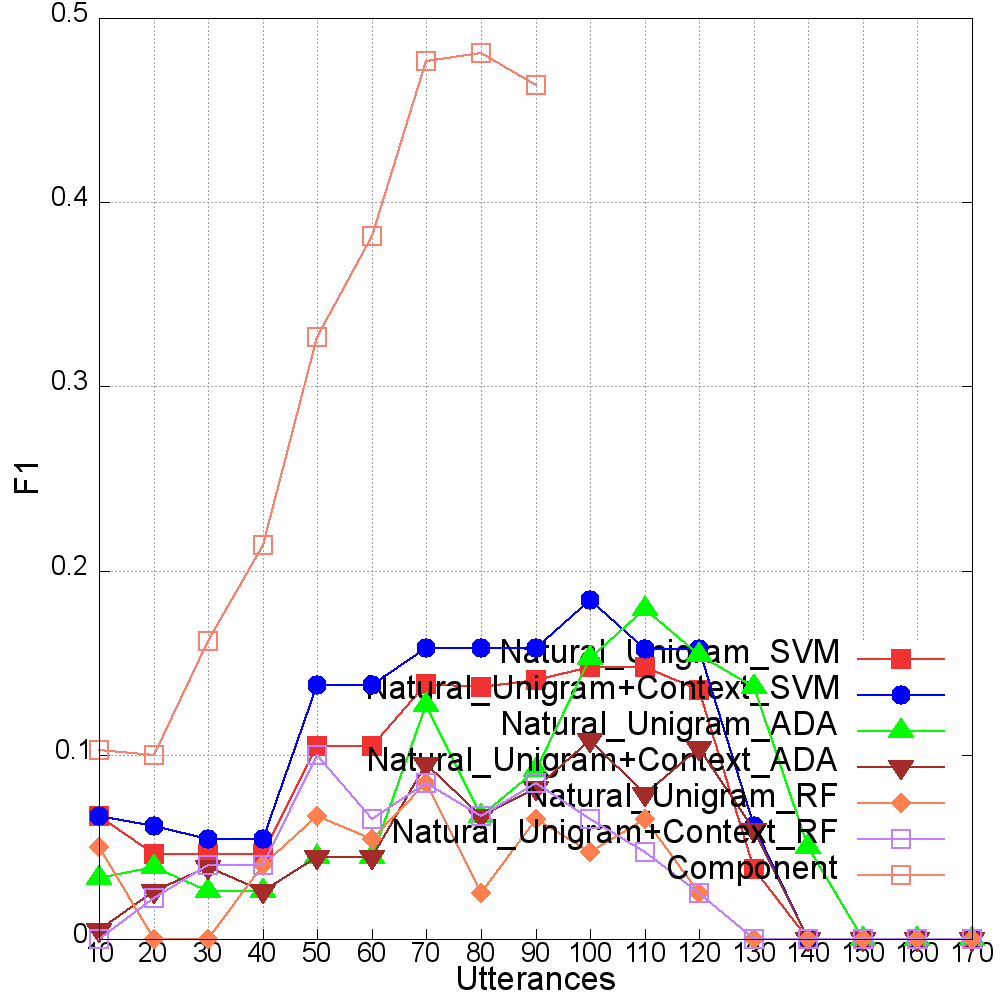 0.5
0.4
0.3
0.2
0.1
0
F1
Natural_Unigram_SVM
Natural_Unigram+Context_SVM
Natural_Unigram_ADA
Natural_Unigram+Context_ADA
Natural_Unigram_RF
Natural_Unigram+Context_RF
Component
10 20 30 40 50 60 70 80 90 100 110 120 130 140 150 160 170
Utterances